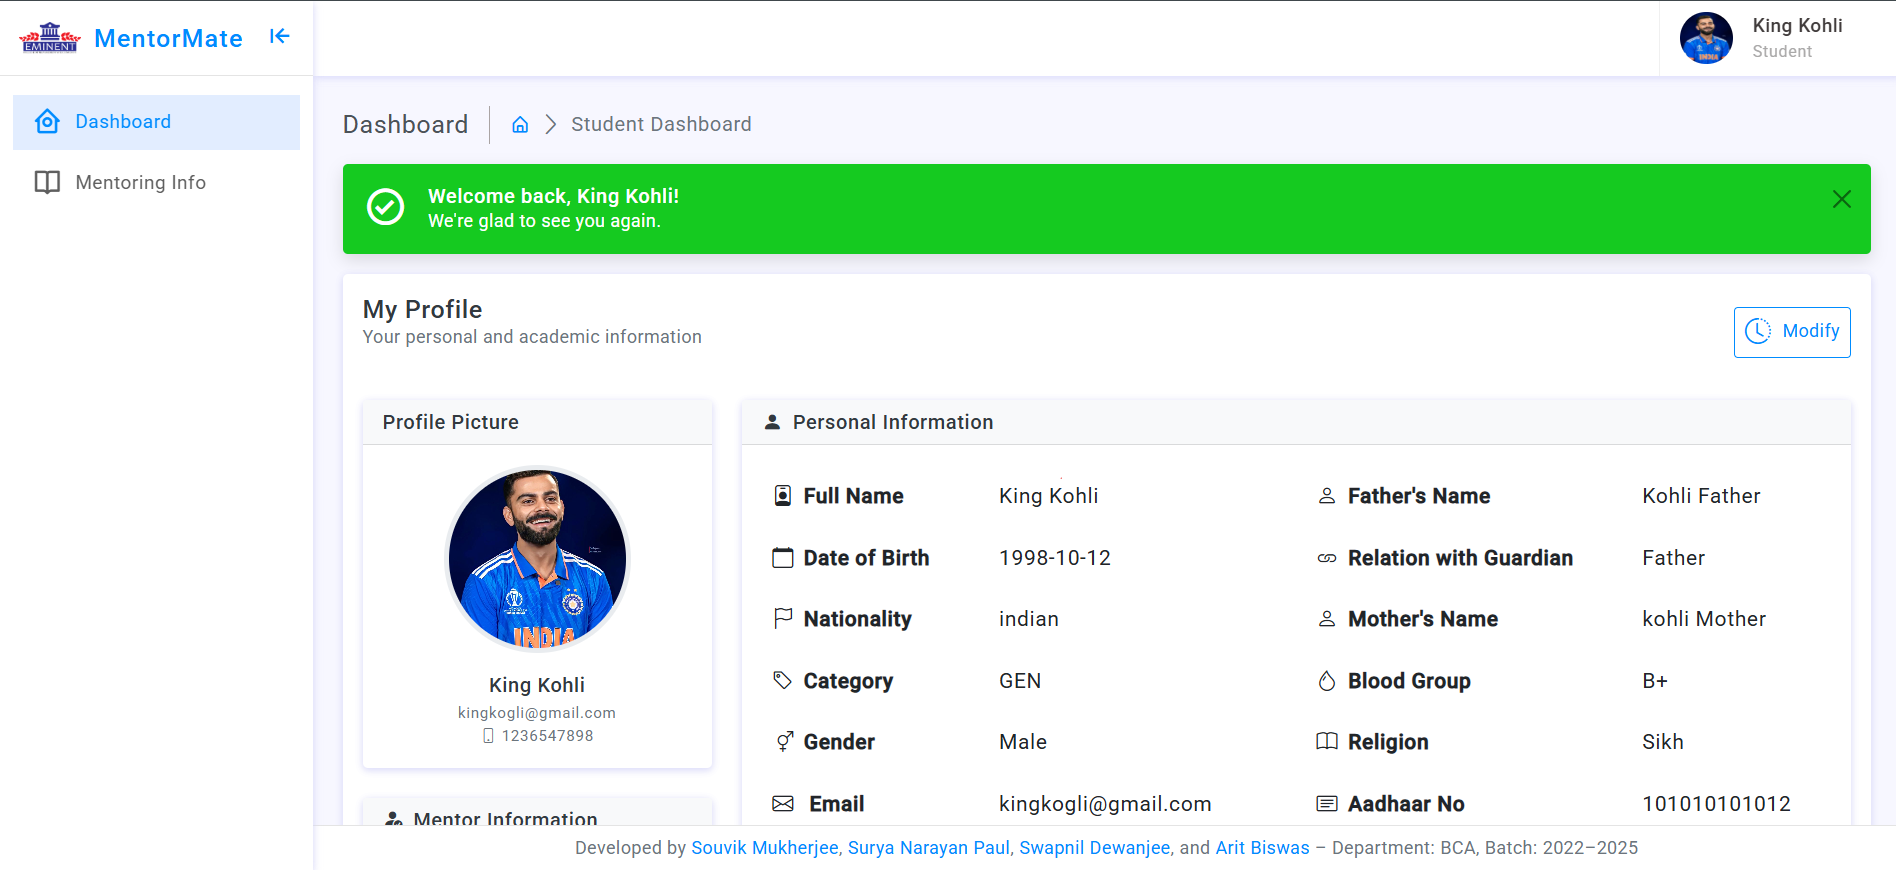 EMINENT
MentorMate
King Kohli
Student
Dashboard
Mentoring Info
Dashboard
Student Dashboard
Welcome back, King Kohli!
We're glad to see you again.
My Profile
Your personal and academic information
Modify
Profile Picture
INDIA
King Kohli
kingkogli@gmail.com
1236547898
Mentor Information
Personal Information
Full Name King Kohli Father's Name Kohli Father
Date of Birth 1998-10-12 Relation with Guardian Father
Nationality indian Mother's Name kohli Mother
Category GEN Blood Group B+
Gender Male Religion Sikh
Email kingkogli@gmail.com Aadhaar No 101010101012
Developed by Souvik Mukherjee, Surya Narayan Paul, Swapnil Dewanjee, and Arit Biswas – Department: BCA, Batch: 2022–2025